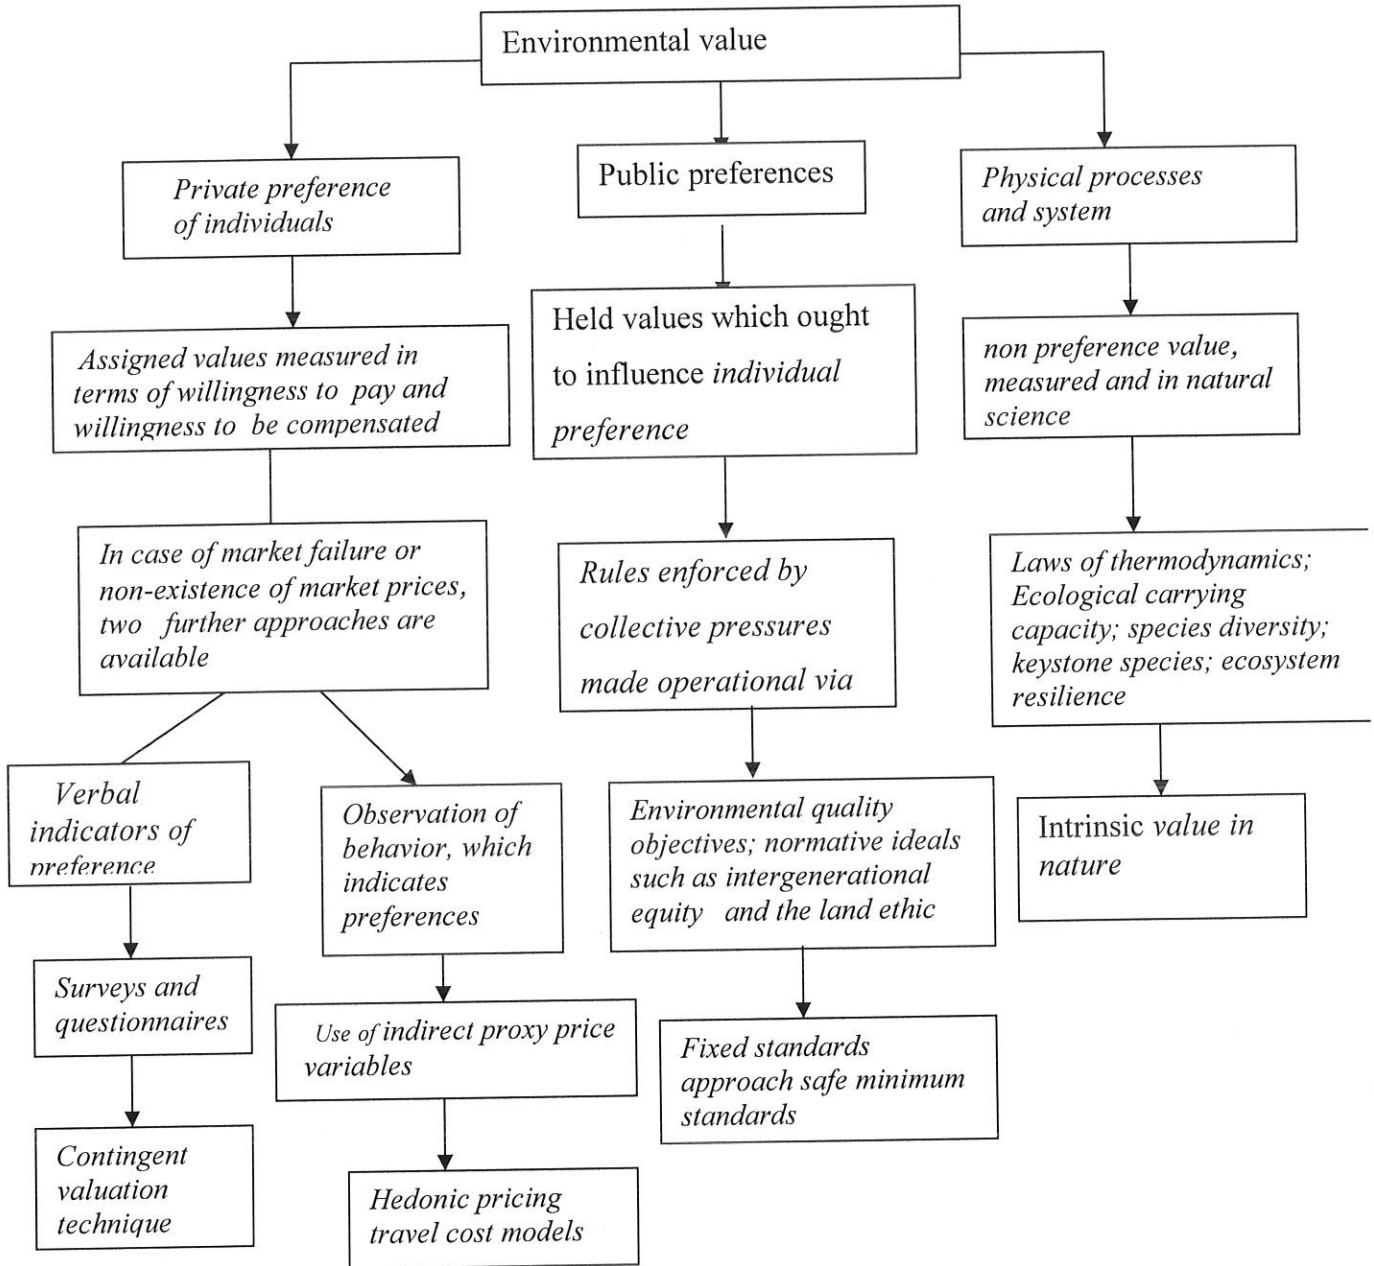 Environmental value
Private preference
of individuals
Public preferences
Physical processes
and system
Assigned values measured in
terms of willingness to pay and
willingness to be compensated
Held values which ought
to influence individual
preference
non preference value,
measured and in natural
science
In case of market failure or
non-existence of market prices,
two further approaches are
available
Rules enforced by
collective pressures
made operational via
Laws of thermodynamics;
Ecological carrying
capacity; species diversity;
keystone species; ecosystem
resilience
Verbal
indicators of
preference
Observation of
behavior, which
indicates
preferences
Environmental quality
objectives; normative ideals
such as intergenerational
equity and the land ethic
Intrinsic value in
nature
Surveys and
questionnaires
Use of indirect proxy price
variables
Fixed standards
approach safe minimum
standards
Contingent
valuation
technique
Hedonic pricing
travel cost models